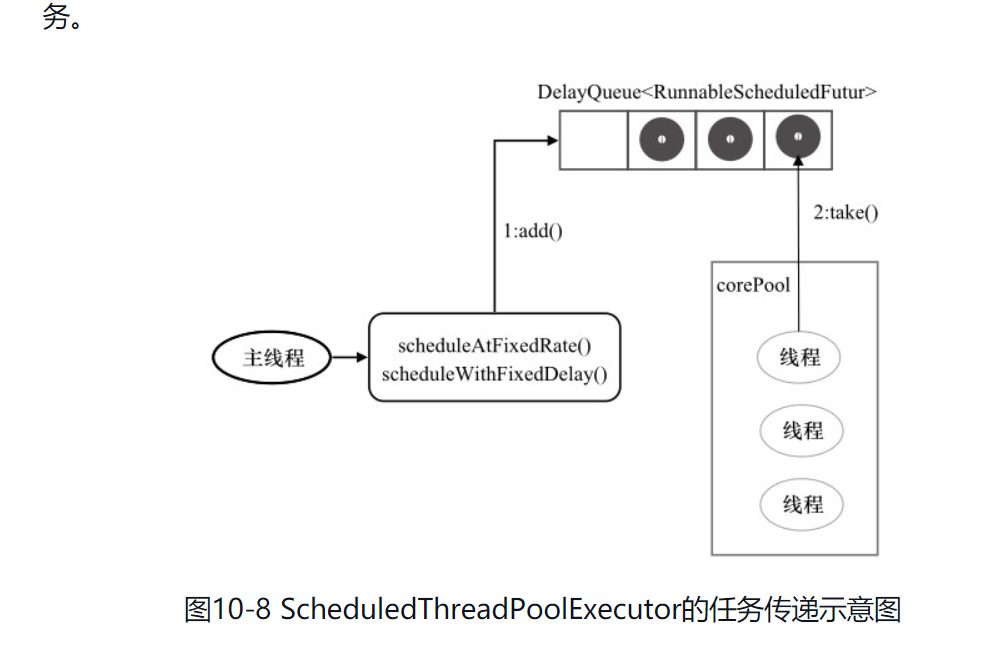 务。
DelayQueue<RunnableScheduledFutur>
1:add()
2:take()
corePool
主线程
scheduleAtFixedRate()
scheduleWithFixedDelay()
线程
线程
线程
图10-8 ScheduledThreadPoolExecutor的任务传递示意图